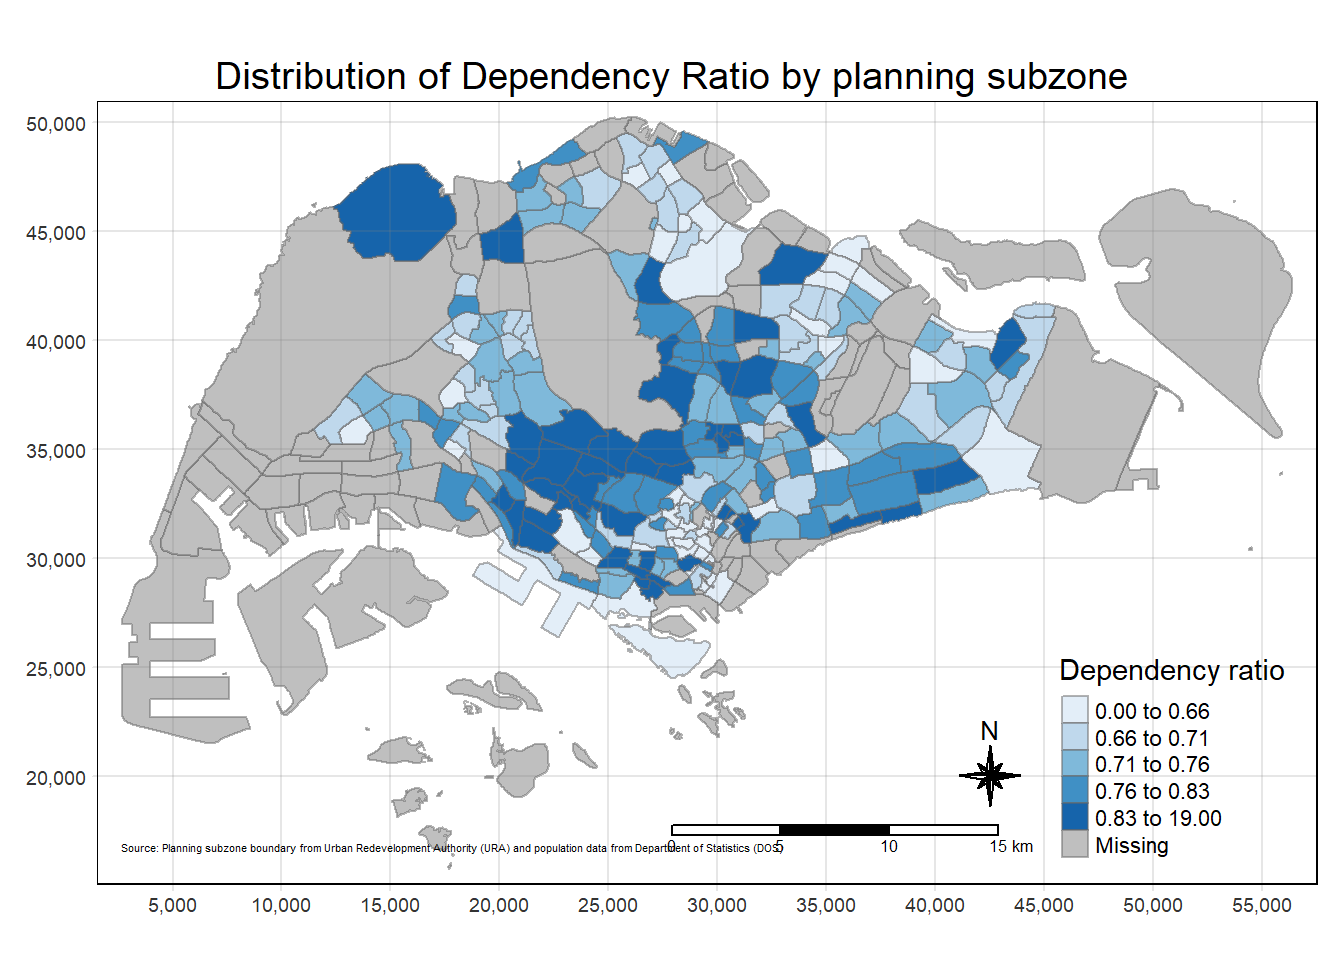 Distribution of Dependency Ratio by planning subzone
50,000
45,000
40,000
35,000
30,000
25,000
20,000
Dependency ratio
0.00 to 0.66
0.66 to 0.71
0.71 to 0.76
0.76 to 0.83
0.83 to 19.00
Missing
N
0 5 10 15 km
Source: Planning subzone boundary from Urban Redevelopment Authority (URA) and population data from Department of Statistics (DOS)
5,000 10,000 15,000 20,000 25,000 30,000 35,000 40,000 45,000 50,000 55,000